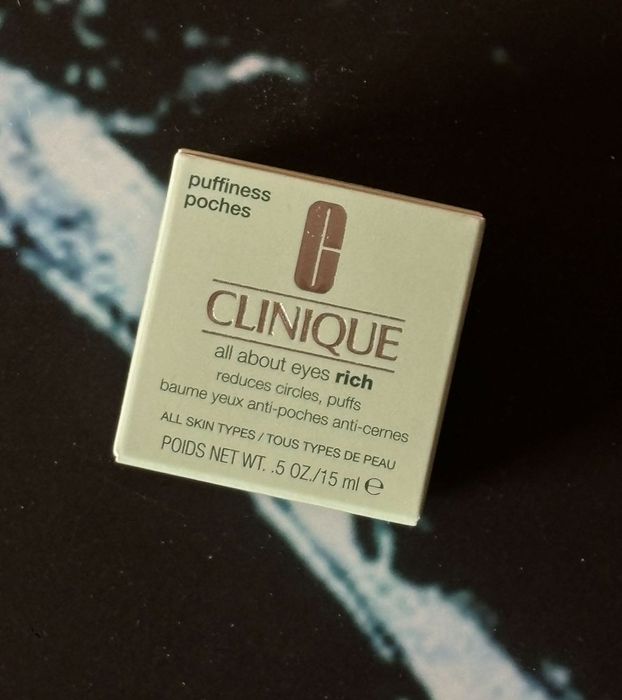 puffiness
poches
CLINIQUE
all about eyes rich
reduces circles, puffs
baume yeux anti-poches anti-cernes
ALL SKIN TYPES / TOUS TYPES DE PEAU
POIDS NET WT. .5 OZ./15 ml ℮